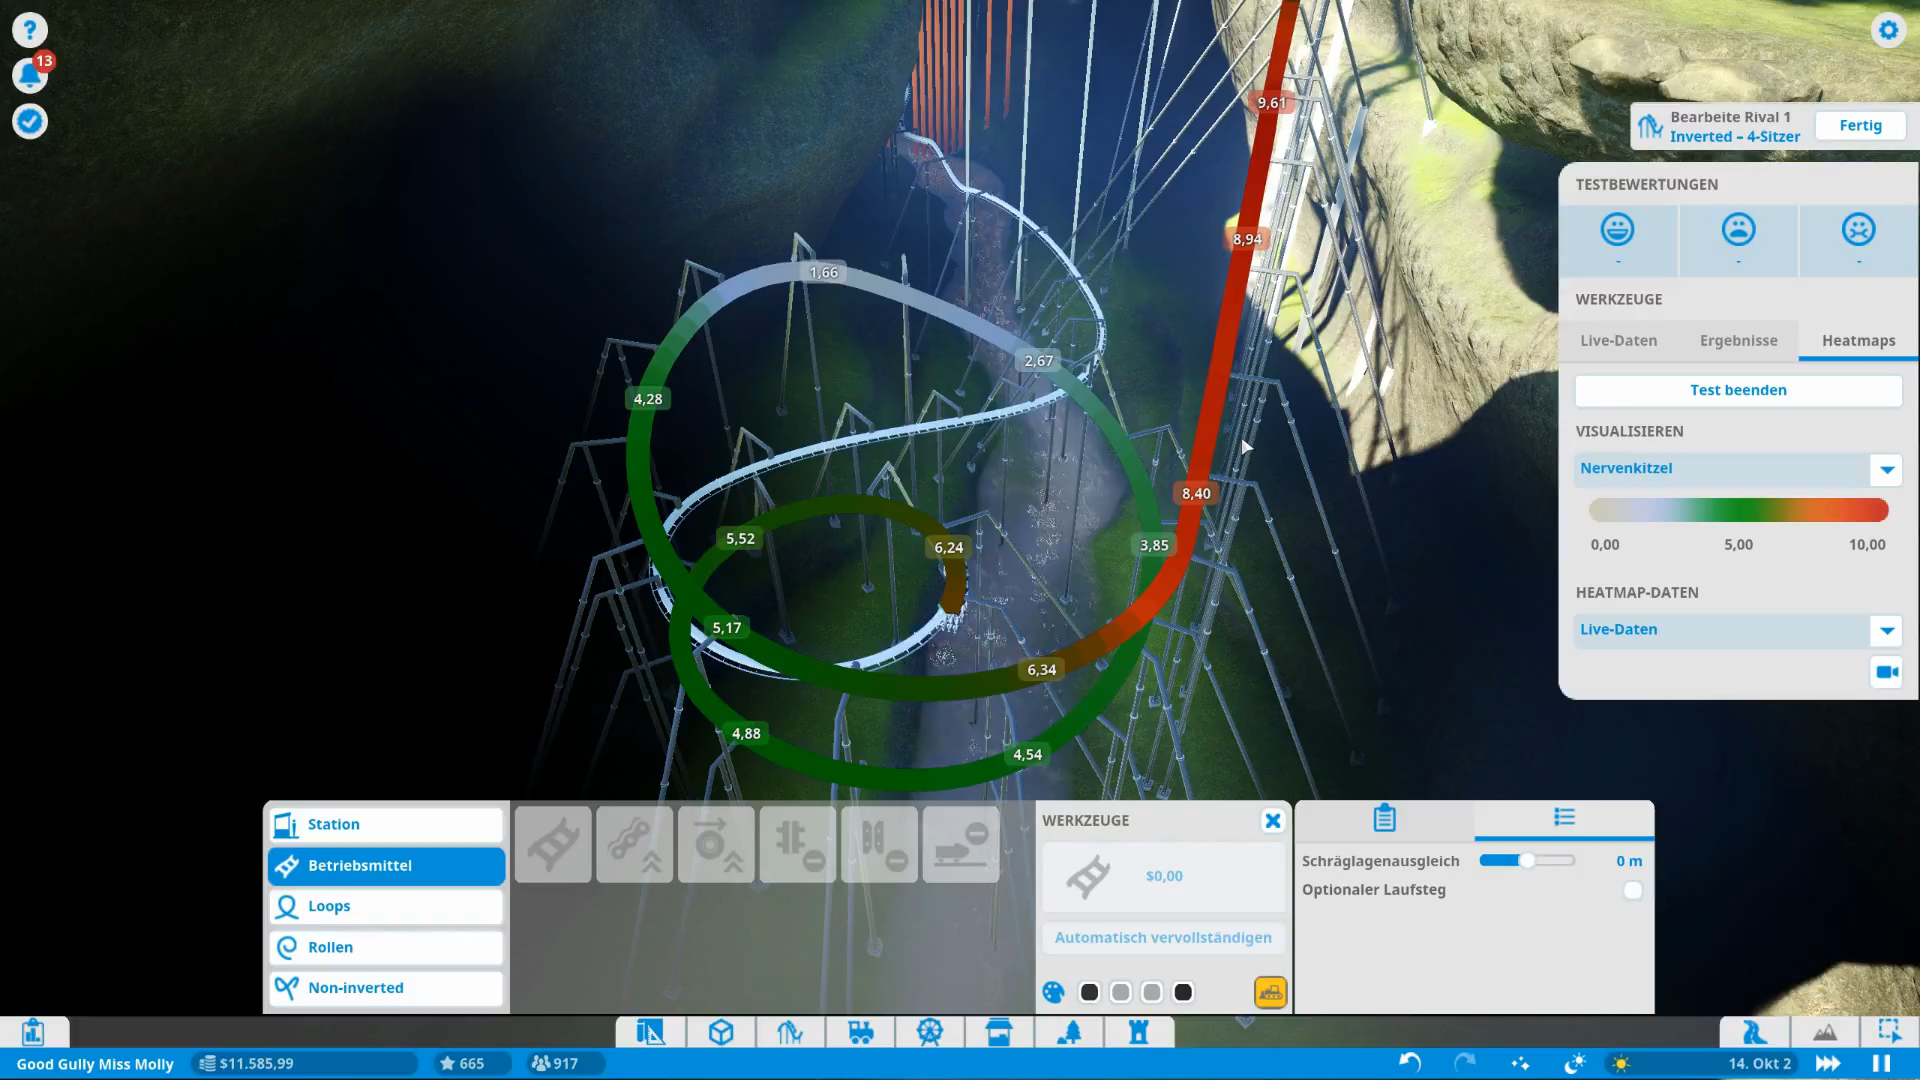 13
Bearbeite Rival 1
Inverted – 4-Sitzer
Fertig
TESTBEWERTUNGEN
- - -
WERKZEUGE
Live-Daten Ergebnisse Heatmaps
Test beenden
VISUALISIEREN
Nervenkitzel
0,00 5,00 10,00
HEATMAP-DATEN
Live-Daten
9,61
8,94
1,66
2,67
4,28
8,40
5,52
6,24
3,85
5,17
6,34
4,88
4,54
Station
Betriebsmittel
Loops
Rollen
Non-inverted
WERKZEUGE
$0,00
Automatisch vervollständigen
Schräglagenausgleich 0 m
Optionaler Laufsteg
Good Gully Miss Molly $11.585,99 665 917 14. Okt 2